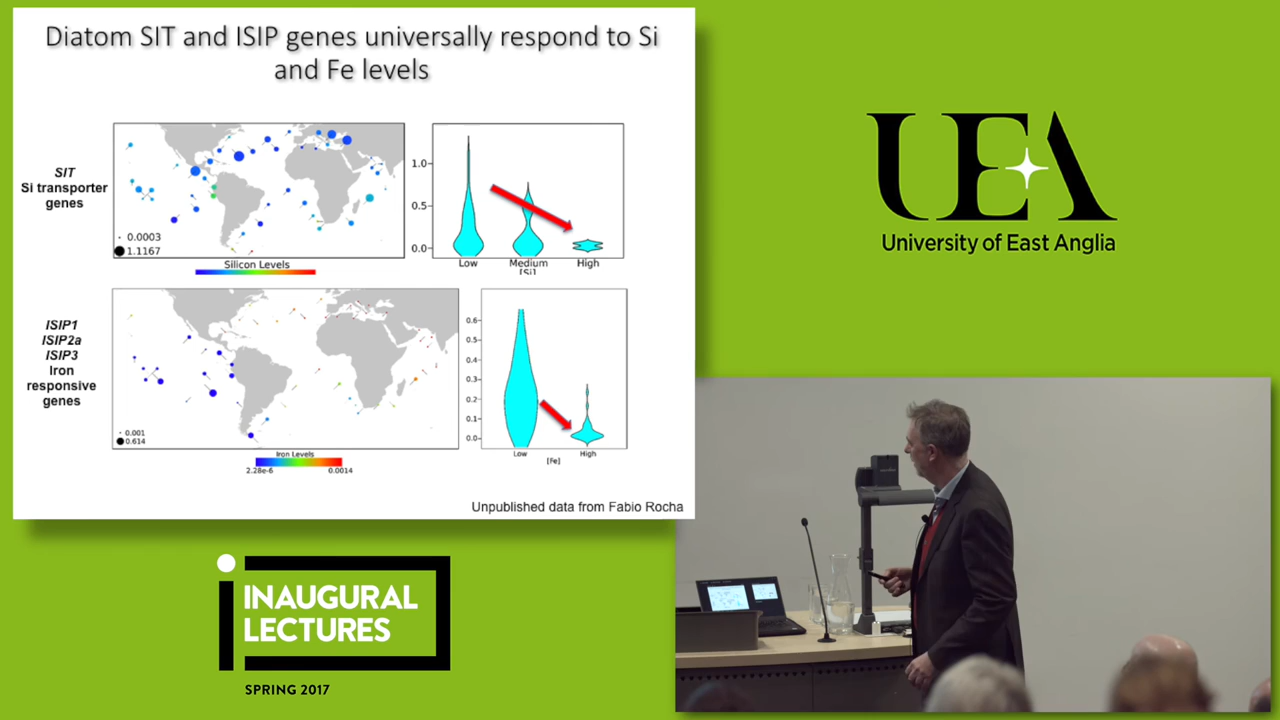 Diatom SIT and ISIP genes universally respond to Si
and Fe levels
SIT
Si transporter
genes
0.0003
1.1167
Silicon Levels
1.0
0.5
0.0
Low Medium High
[Si]
ISIP1
ISIP2a
ISIP3
Iron
responsive
genes
0.001
0.614
Iron Levels
2.28e-6 0.0014
0.6
0.5
0.4
0.3
0.2
0.1
0.0
Low High
[Fe]
Unpublished data from Fabio Rocha
UEA
University of East Anglia
INAUGURAL
LECTURES
SPRING 2017